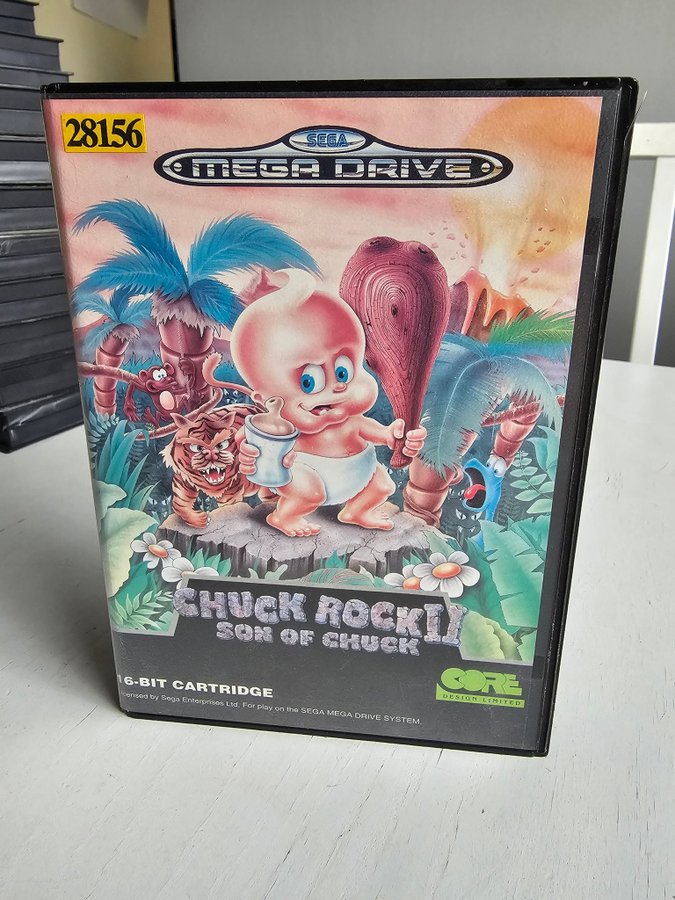 28156
SEGA
MEGA DRIVE
CHUCK ROCK II
SON OF CHUCK
16-BIT CARTRIDGE
CORE
DESIGN LIMITED
icensed by Sega Enterprises Ltd. For play on the SEGA MEGA DRIVE SYSTEM.